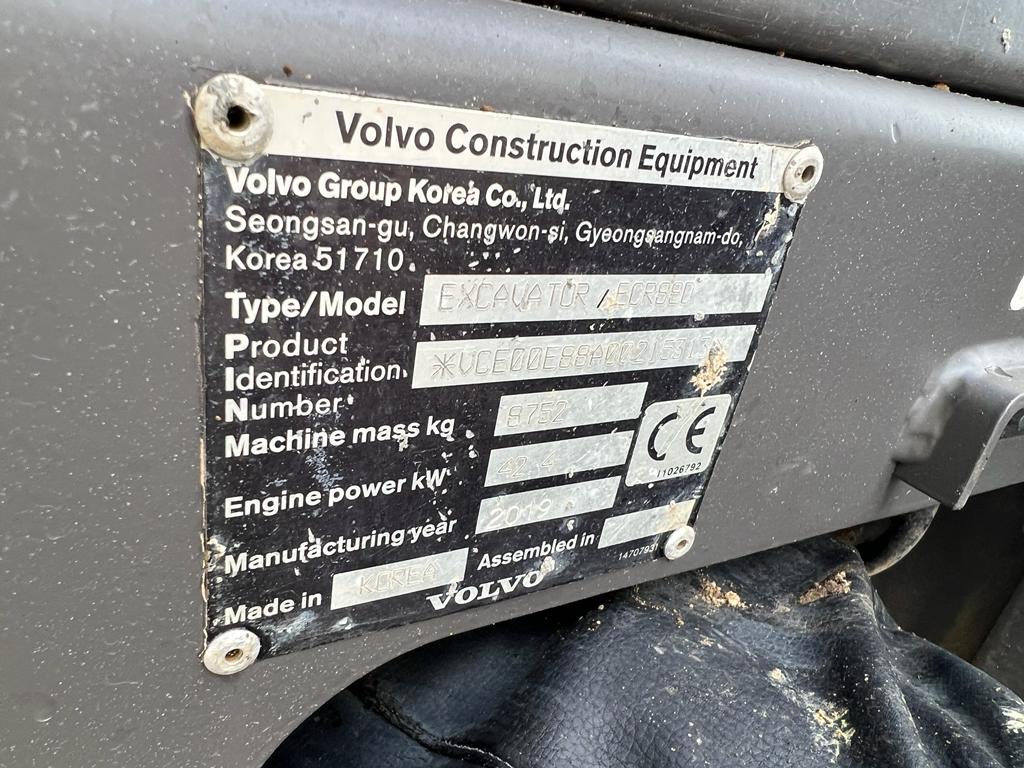 Volvo Construction Equipment
Volvo Group Korea Co., Ltd.
Seongsan-gu, Changwon-si, Gyeongsangnam-do,
Korea 51710.
Type/Model EXCAVATOR / ECR88D
Product
Identification
Number
Machine mass kg 8752
Engine power kW 42.4
Manufacturing year 2019
Made in KOREA Assembled in /
CE
11026792
14707931
VOLVO